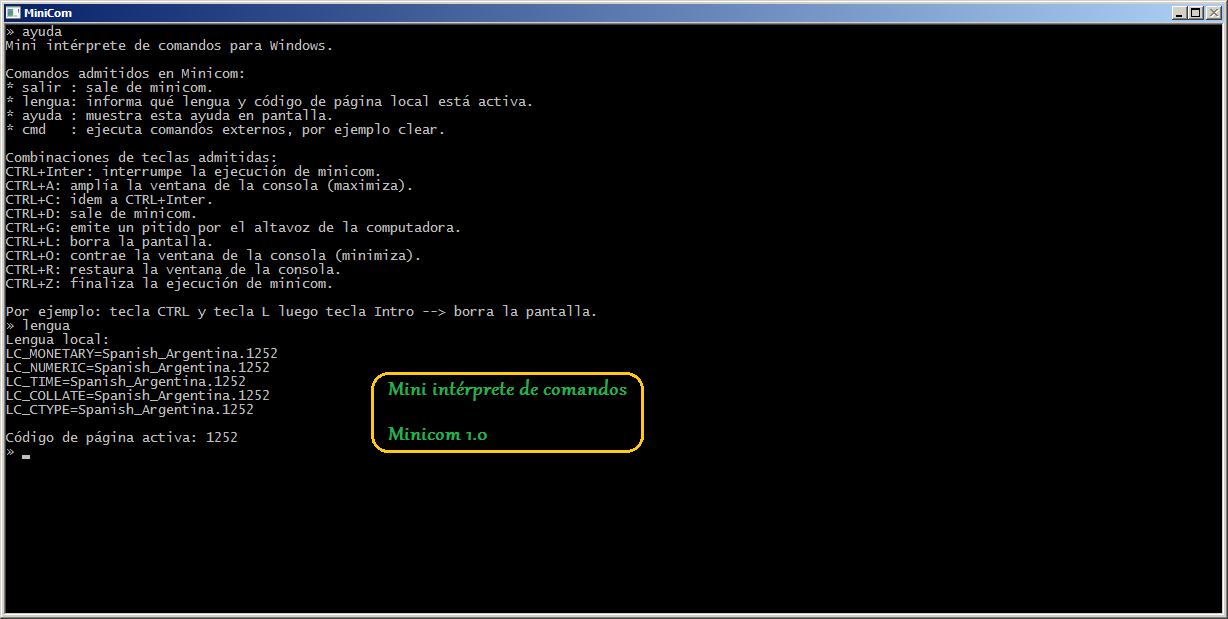 MiniCom
» ayuda
Mini intérprete de comandos para Windows.
Comandos admitidos en Minicom:
* salir : sale de minicom.
* lengua: informa qué lengua y código de página local está activa.
* ayuda : muestra esta ayuda en pantalla.
* cmd   : ejecuta comandos externos, por ejemplo clear.
Combinaciones de teclas admitidas:
CTRL+Inter: interrumpe la ejecución de minicom.
CTRL+A: amplía la ventana de la consola (maximiza).
CTRL+C: idem a CTRL+Inter.
CTRL+D: sale de minicom.
CTRL+G: emite un pitido por el altavoz de la computadora.
CTRL+L: borra la pantalla.
CTRL+O: contrae la ventana de la consola (minimiza).
CTRL+R: restaura la ventana de la consola.
CTRL+Z: finaliza la ejecución de minicom.
Por ejemplo: tecla CTRL y tecla L luego tecla Intro --> borra la pantalla.
» lengua
Lengua local:
LC_MONETARY=Spanish_Argentina.1252
LC_NUMERIC=Spanish_Argentina.1252
LC_TIME=Spanish_Argentina.1252
LC_COLLATE=Spanish_Argentina.1252
LC_CTYPE=Spanish_Argentina.1252
Código de página activa: 1252
»
Mini intérprete de comandos
Minicom 1.0